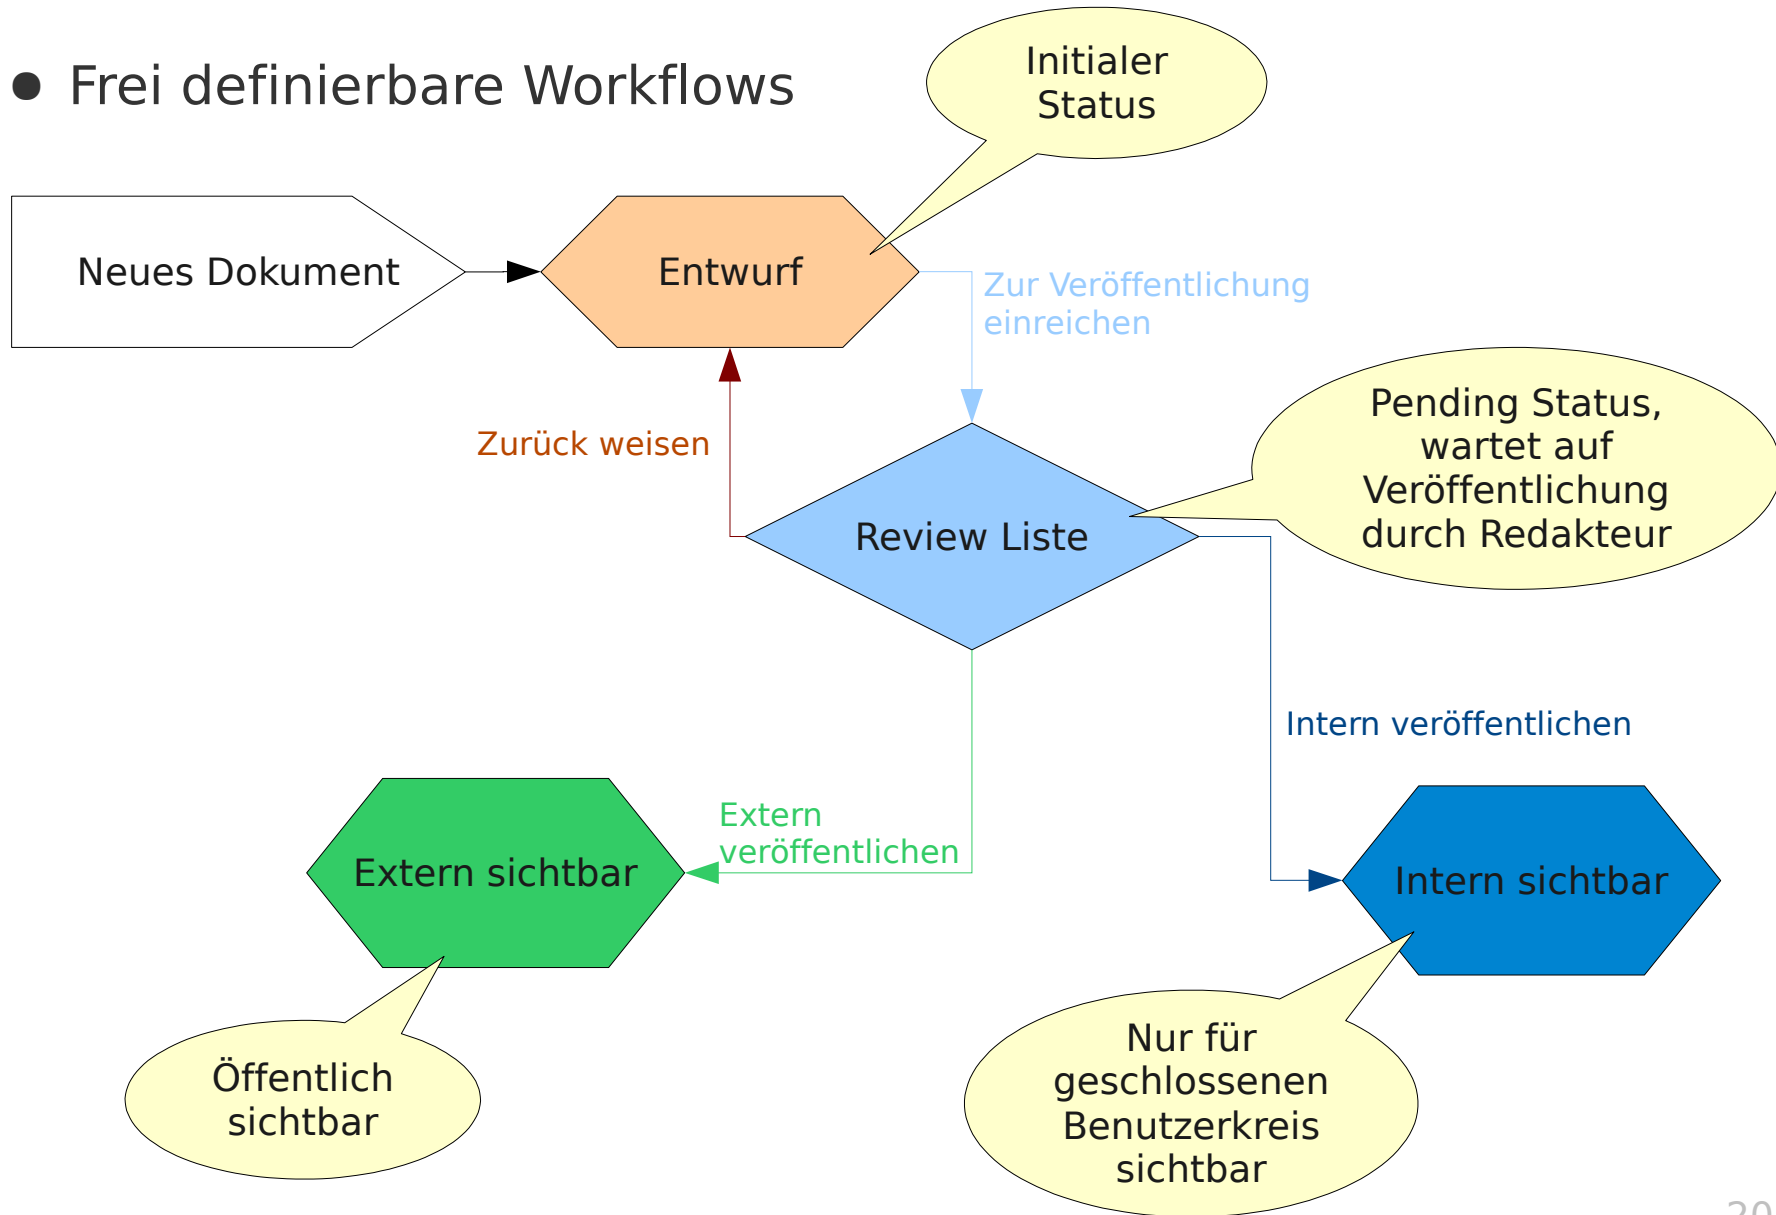 ● Frei definierbare Workflows
Initialer
Status
Neues Dokument
Entwurf
Zur Veröffentlichung
einreichen
Zurück weisen
Pending Status,
wartet auf
Veröffentlichung
durch Redakteur
Review Liste
Intern veröffentlichen
Extern
veröffentlichen
Extern sichtbar
Intern sichtbar
Öffentlich
sichtbar
Nur für
geschlossenen
Benutzerkreis
sichtbar
20